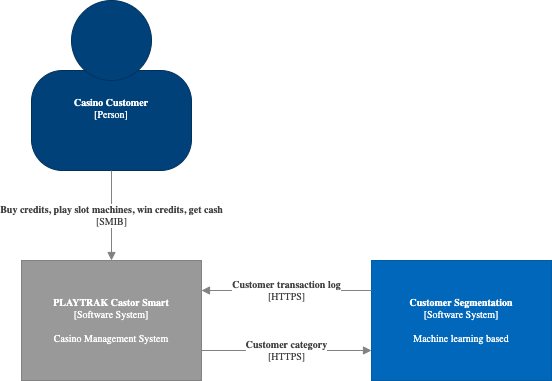 Casino Customer
[Person]
Buy credits, play slot machines, win credits, get cash
[SMIB]
PLAYTRAK Castor Smart
[Software System]
Casino Management System
Customer transaction log
[HTTPS]
Customer category
[HTTPS]
Customer Segmentation
[Software System]
Machine learning based